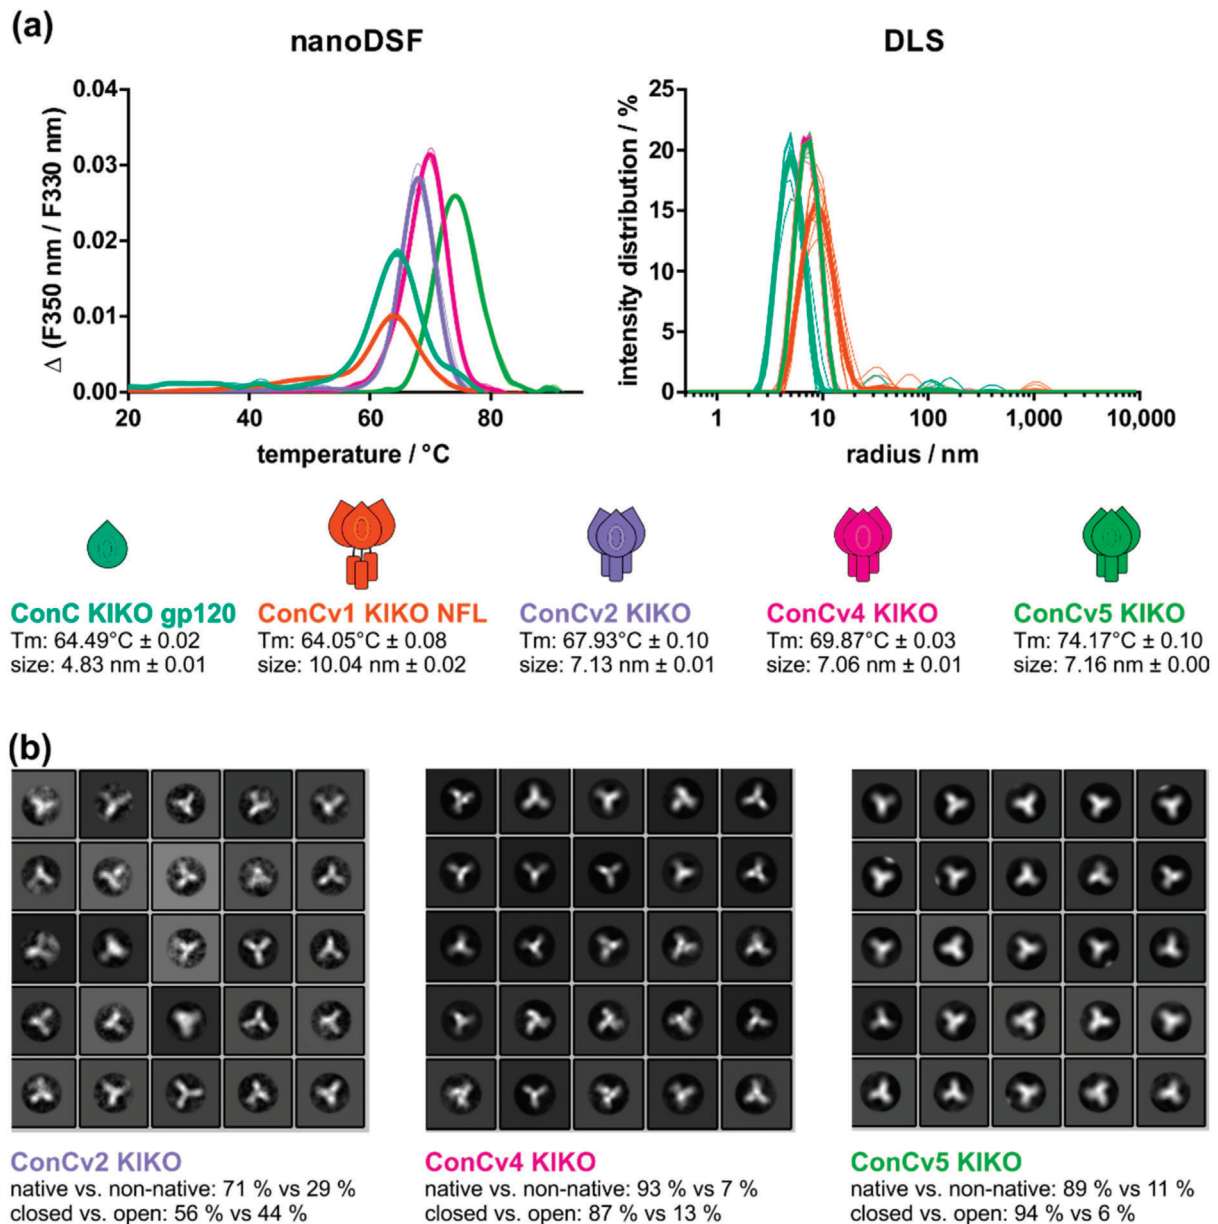 (a)
nanoDSF
DLS
Δ (F350 nm / F330 nm)
0.04
0.03
0.02
0.01
0.00
20 40 60 80
temperature / °C
intensity distribution / %
25
20
15
10
5
0
1 10 100 1,000 10,000
radius / nm
ConC KIKO gp120
Tm: 64.49°C ± 0.02
size: 4.83 nm ± 0.01
ConCv1 KIKO NFL
Tm: 64.05°C ± 0.08
size: 10.04 nm ± 0.02
ConCv2 KIKO
Tm: 67.93°C ± 0.10
size: 7.13 nm ± 0.01
ConCv4 KIKO
Tm: 69.87°C ± 0.03
size: 7.06 nm ± 0.01
ConCv5 KIKO
Tm: 74.17°C ± 0.10
size: 7.16 nm ± 0.00
(b)
ConCv2 KIKO
native vs. non-native: 71 % vs 29 %
closed vs. open: 56 % vs 44 %
ConCv4 KIKO
native vs. non-native: 93 % vs 7 %
closed vs. open: 87 % vs 13 %
ConCv5 KIKO
native vs. non-native: 89 % vs 11 %
closed vs. open: 94 % vs 6 %